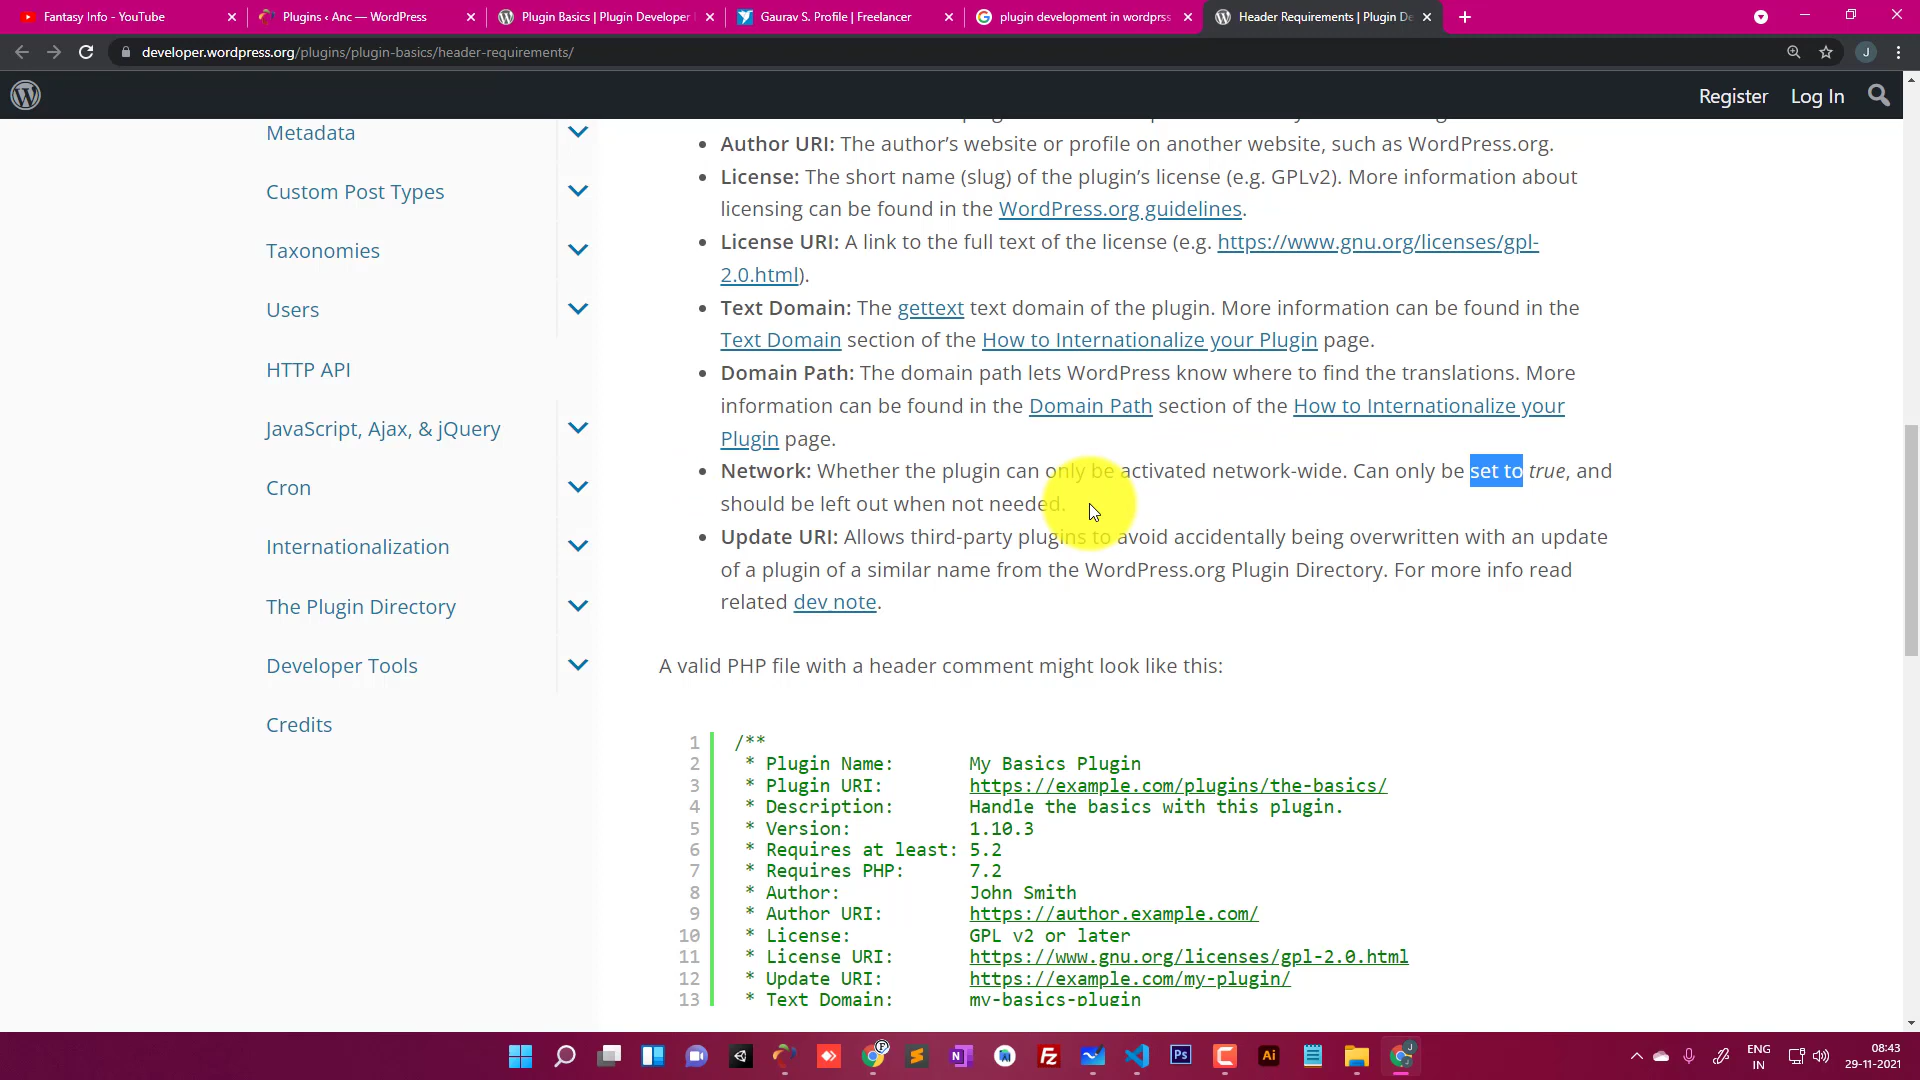 Fantasy Info - YouTube
Plugins ‹ Anc — WordPress
Plugin Basics | Plugin Developer
Gaurav S. Profile | Freelancer
plugin development in wordprss
Header Requirements | Plugin De
developer.wordpress.org/plugins/plugin-basics/header-requirements/
J
Register
Log In
Metadata
Custom Post Types
Taxonomies
Users
HTTP API
JavaScript, Ajax, & jQuery
Cron
Internationalization
The Plugin Directory
Developer Tools
Credits
Author URI: The author’s website or profile on another website, such as WordPress.org.
License: The short name (slug) of the plugin’s license (e.g. GPLv2). More information about
licensing can be found in the WordPress.org guidelines.
License URI: A link to the full text of the license (e.g. https://www.gnu.org/licenses/gpl-
2.0.html).
Text Domain: The gettext text domain of the plugin. More information can be found in the
Text Domain section of the How to Internationalize your Plugin page.
Domain Path: The domain path lets WordPress know where to find the translations. More
information can be found in the Domain Path section of the How to Internationalize your
Plugin page.
Network: Whether the plugin can only be activated network-wide. Can only be set to true, and
should be left out when not needed.
Update URI: Allows third-party plugins to avoid accidentally being overwritten with an update
of a plugin of a similar name from the WordPress.org Plugin Directory. For more info read
related dev note.
A valid PHP file with a header comment might look like this:
1 /**
2 * Plugin Name: My Basics Plugin
3 * Plugin URI: https://example.com/plugins/the-basics/
4 * Description: Handle the basics with this plugin.
5 * Version: 1.10.3
6 * Requires at least: 5.2
7 * Requires PHP: 7.2
8 * Author: John Smith
9 * Author URI: https://author.example.com/
10 * License: GPL v2 or later
11 * License URI: https://www.gnu.org/licenses/gpl-2.0.html
12 * Update URI: https://example.com/my-plugin/
13 * Text Domain: my-basics-plugin
ENG
IN
08:43
29-11-2021